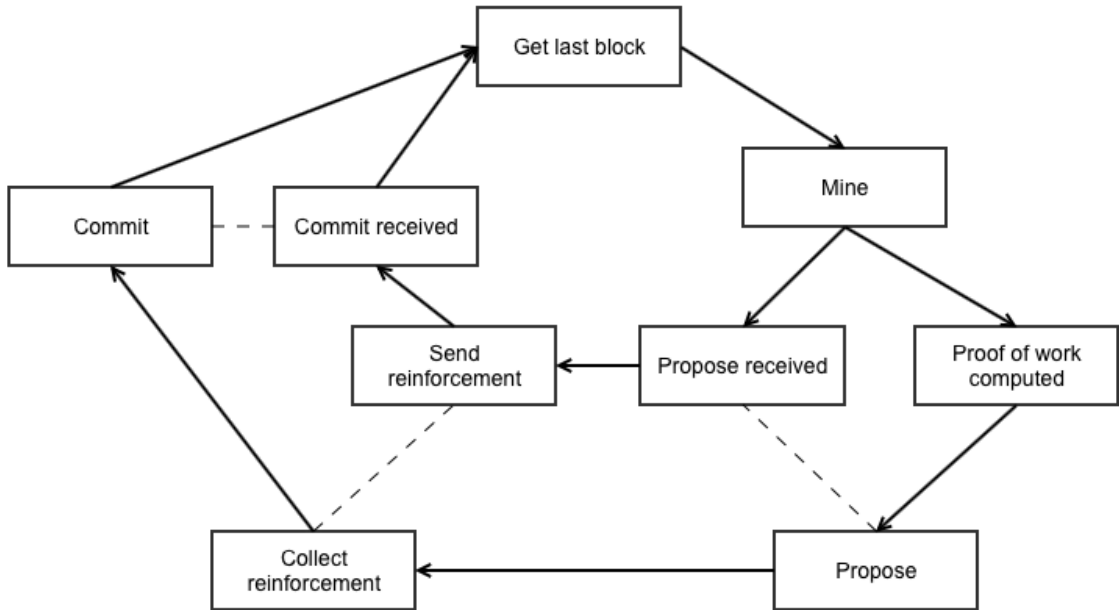 Get last block
Mine
Commit
Commit received
Send
reinforcement
Propose received
Proof of work
computed
Collect
reinforcement
Propose